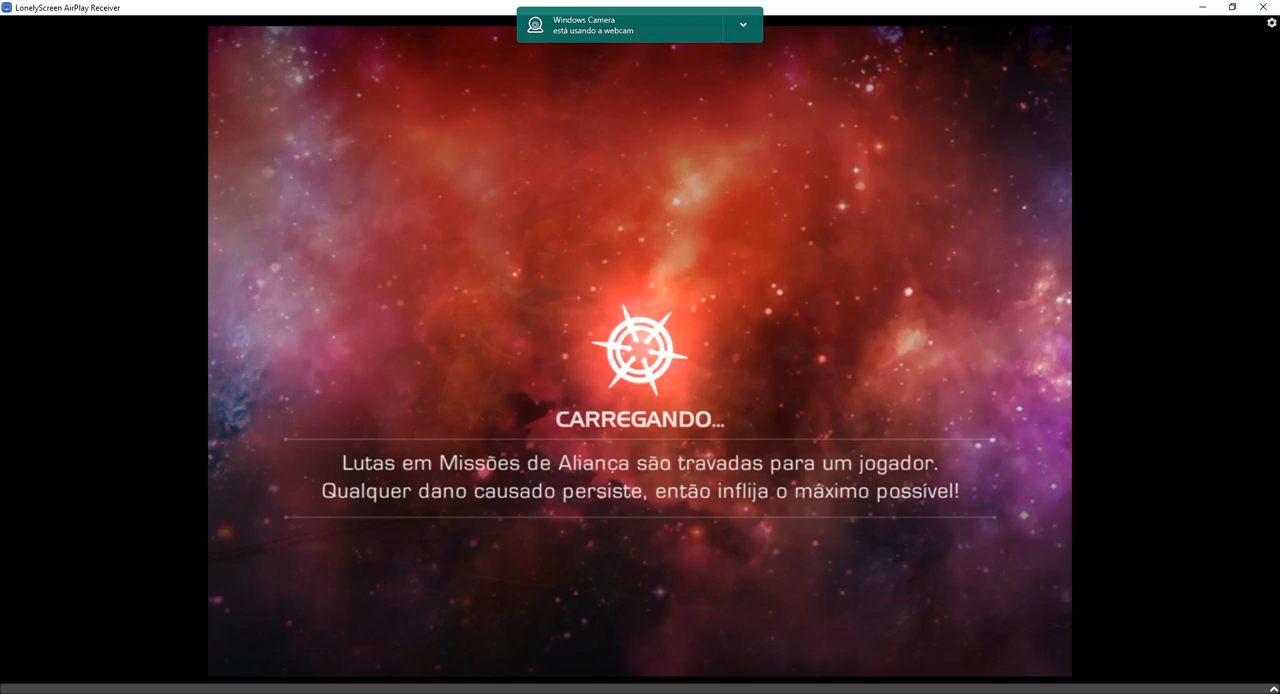 LonelyScreen AirPlay Receiver
Windows Camera
está usando a webcam
CARREGANDO...
Lutas em Missões de Aliança são travadas para um jogador.
Qualquer dano causado persiste, então inflija o máximo possível!